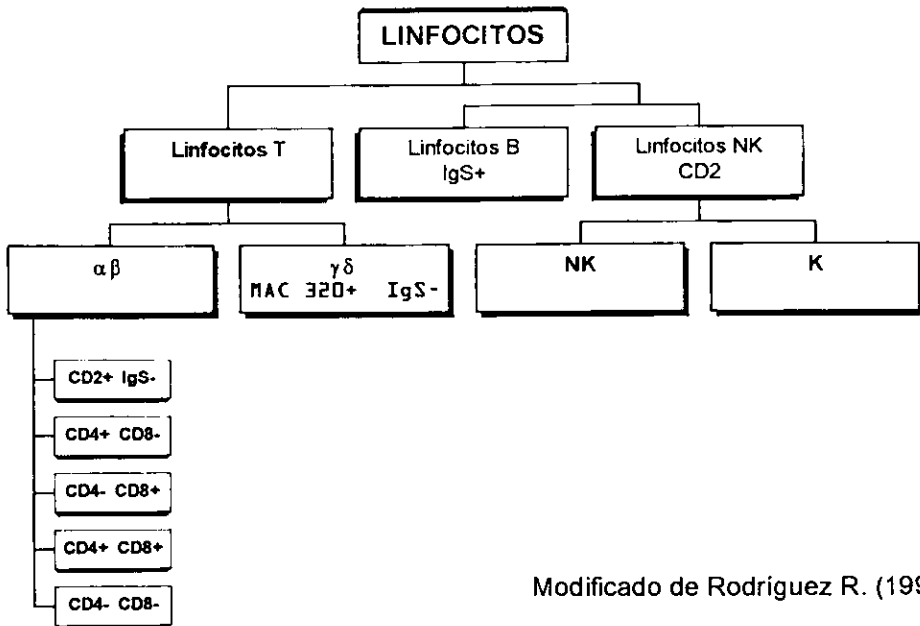 LINFOCITOS
Linfocitos T
Linfocitos B
IgS+
Linfocitos NK
CD2
αβ
γδ
MAC 320+ IgS-
NK
K
CD2+ IgS-
CD4+ CD8-
CD4- CD8+
CD4+ CD8+
CD4- CD8-
Modificado de Rodríguez R. (199